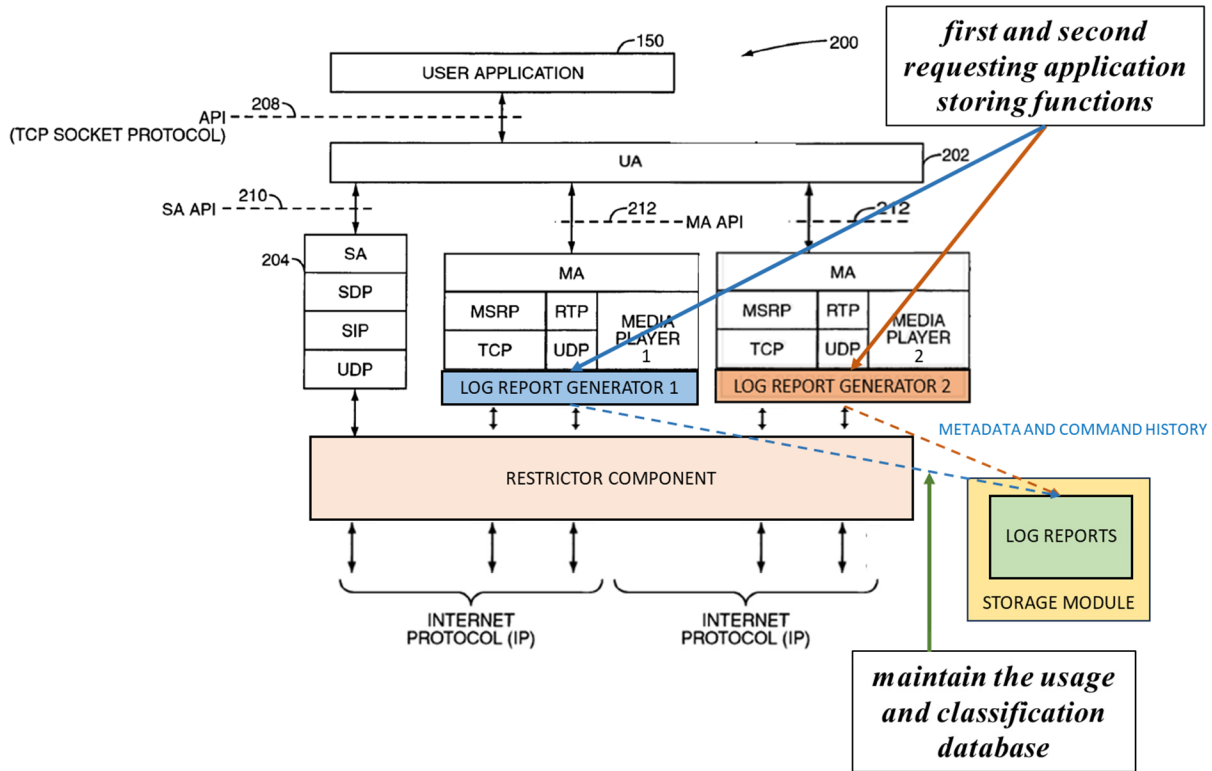 first and second
requesting application
storing functions
150
200
USER APPLICATION
208
API
(TCP SOCKET PROTOCOL)
UA
202
210
SA API
212
MA API
212
204
SA
SDP
SIP
UDP
MA
MSRP
RTP
MEDIA
PLAYER
1
TCP
UDP
LOG REPORT GENERATOR 1
MA
MSRP
RTP
MEDIA
PLAYER
2
TCP
UDP
LOG REPORT GENERATOR 2
METADATA AND COMMAND HISTORY
RESTRICTOR COMPONENT
LOG REPORTS
STORAGE MODULE
INTERNET
PROTOCOL (IP)
INTERNET
PROTOCOL (IP)
maintain the usage
and classification
database